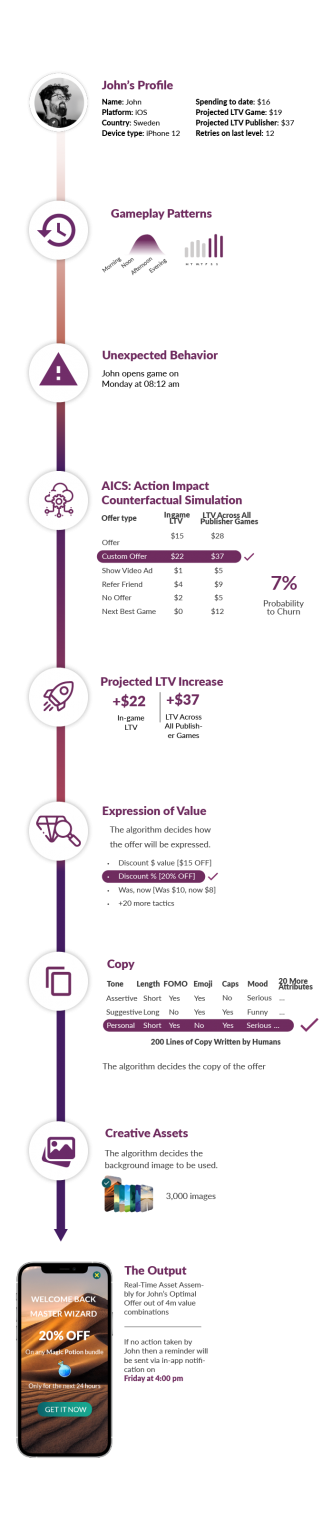 John's Profile
Name: John
Platform: iOS
Country: Sweden
Device type: iPhone 12
Spending to date: $16
Projected LTV Game: $19
Projected LTV Publisher: $37
Retries on last level: 12
Gameplay Patterns
Morning
Noon
Afternoon
Evening
Unexpected Behavior
John opens game on
Monday at 08:12 am
AICS: Action Impact
Counterfactual Simulation
Offer type Ingame LTV LTV Across All Publisher Games
Offer $15 $28
Custom Offer $22 $37
Show Video Ad $1 $5
Refer Friend $4 $9
No Offer $2 $5
Next Best Game $0 $12
7%
Probability
to Churn
Projected LTV Increase
+$22
In-game
LTV
+$37
LTV Across
All Publish-
er Games
Expression of Value
The algorithm decides how
the offer will be expressed.
• Discount $ value [$15 OFF]
• Discount % [20% OFF]
• Was, now [Was $10, now $8]
• +20 more tactics
Copy
Tone Length FOMO Emoji Caps Mood 20 More Attributes
Assertive Short Yes Yes No Serious ...
Suggestive Long No Yes Yes Funny ...
Personal Short Yes No Yes Serious ...
200 Lines of Copy Written by Humans
The algorithm decides the copy of the offer
Creative Assets
The algorithm decides the
background image to be used.
3,000 images
WELCOME BACK
MASTER WIZARD
20% OFF
On any Magic Potion bundle
Only for the next 24 hours
GET IT NOW
The Output
Real-Time Asset Assem-
bly for John's Optimal
Offer out of 4m value
combinations
If no action taken by
John then a reminder will
be sent via in-app notifi-
cation on
Friday at 4:00 pm